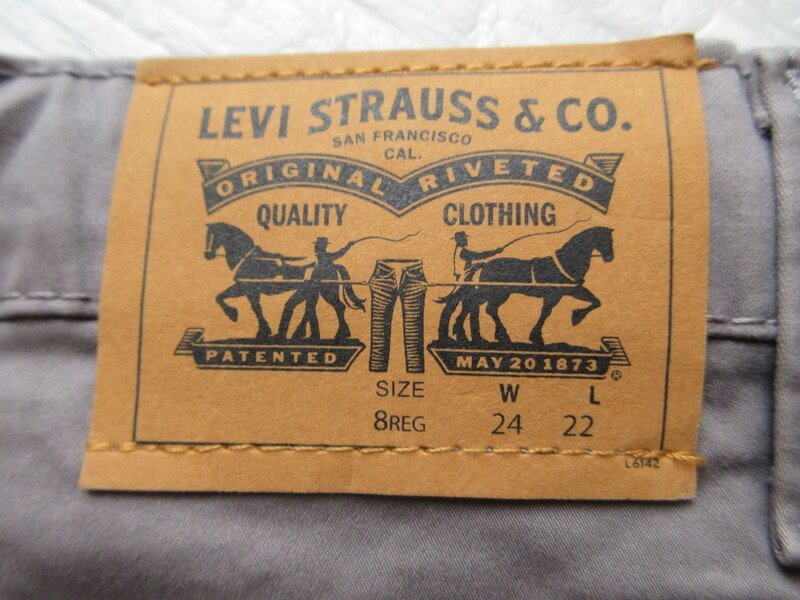 LEVI STRAUSS & CO.
SAN FRANCISCO
CAL.
ORIGINAL RIVETED
QUALITY CLOTHING
PATENTED MAY 20 1873 ®
SIZE W L
8REG 24 22
L6142